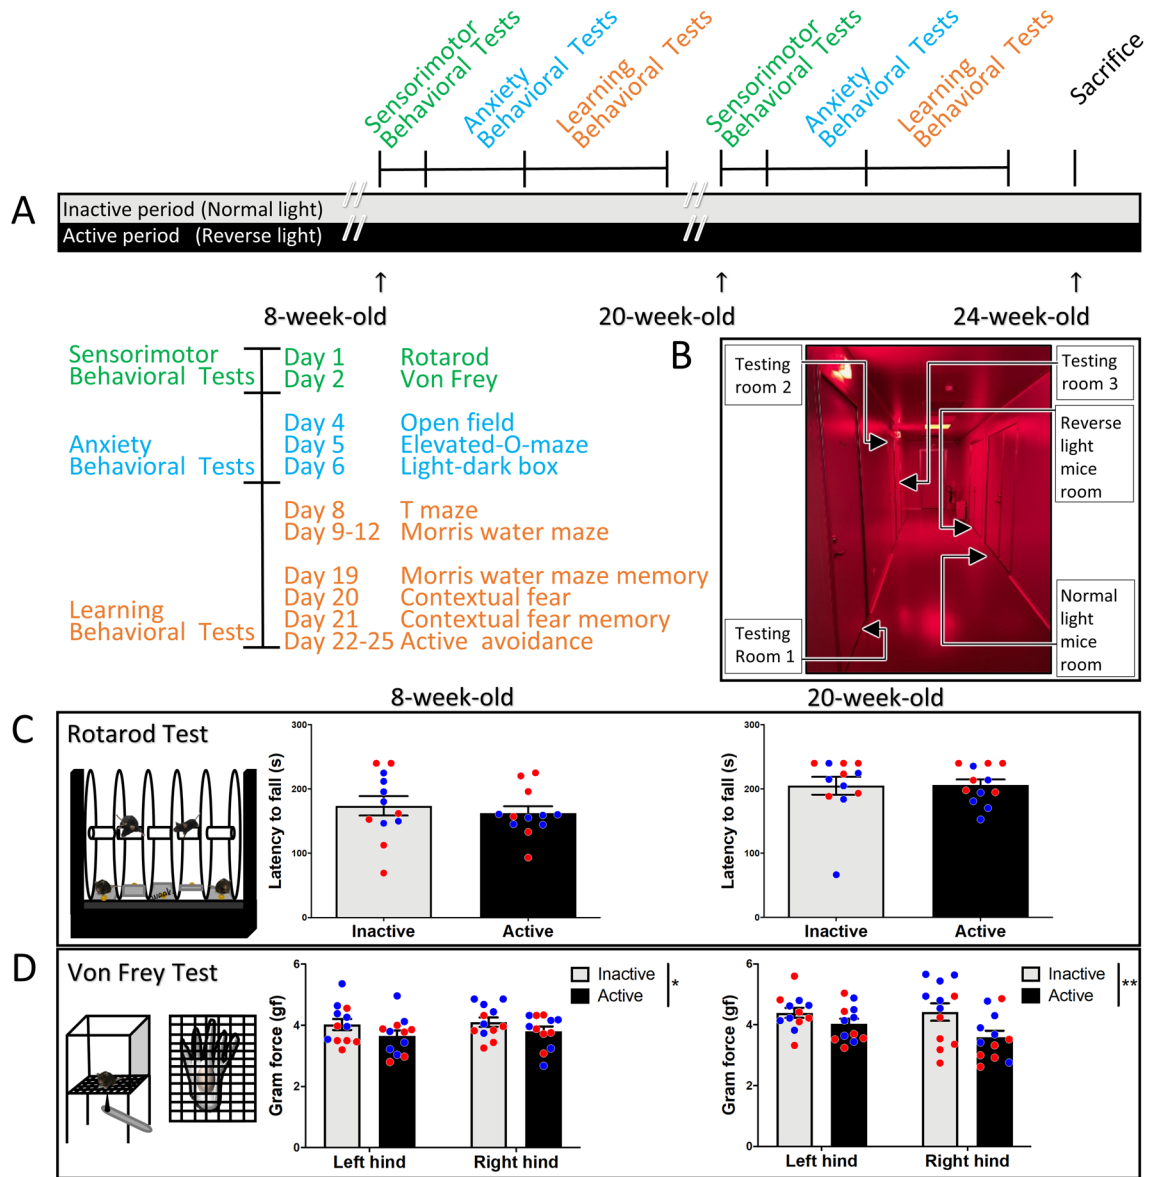 Sensorimotor
Behavioral Tests
Anxiety
Behavioral Tests
Learning
Behavioral Tests
Sensorimotor
Behavioral Tests
Anxiety
Behavioral Tests
Learning
Behavioral Tests
Sacrifice
A
Inactive period (Normal light)
Active period (Reverse light)
8-week-old
20-week-old
24-week-old
Sensorimotor
Behavioral Tests
Day 1 Rotarod
Day 2 Von Frey
Anxiety
Behavioral Tests
Day 4 Open field
Day 5 Elevated-O-maze
Day 6 Light-dark box
Learning
Behavioral Tests
Day 8 T maze
Day 9-12 Morris water maze
Day 19 Morris water maze memory
Day 20 Contextual fear
Day 21 Contextual fear memory
Day 22-25 Active avoidance
B
Testing
room 2
Testing
room 3
Reverse
light
mice
room
Testing
Room 1
Normal
light
mice
room
8-week-old
20-week-old
C
Rotarod Test
Latency to fall (s)
300
200
100
0
Inactive
Active
Latency to fall (s)
300
200
100
0
Inactive
Active
D
Von Frey Test
Gram force (gf)
6
4
2
0
Left hind
Right hind
Inactive
Active
*
Gram force (gf)
6
4
2
0
Left hind
Right hind
Inactive
Active
**